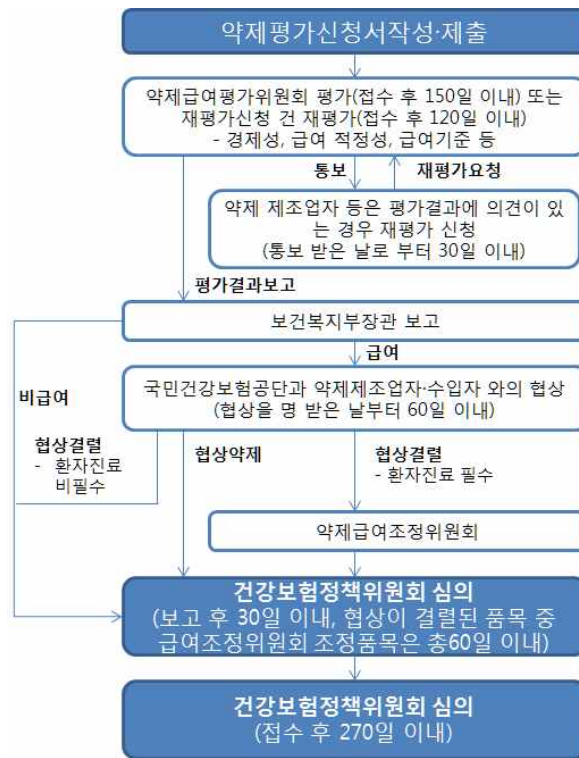 약제평가신청서작성·제출
약제급여평가위원회 평가(접수 후 150일 이내) 또는
재평가신청 건 재평가(접수 후 120일 이내)
- 경제성, 급여 적정성, 급여기준 등
통보
재평가요청
약제 제조업자 등은 평가결과에 의견이 있
는 경우 재평가 신청
(통보 받은 날로 부터 30일 이내)
평가결과보고
보건복지부장관 보고
급여
비급여
국민건강보험공단과 약제제조업자·수입자 와의 협상
(협상을 명 받은 날부터 60일 이내)
협상결렬
- 환자진료
비필수
협상약제
협상결렬
- 환자진료 필수
약제급여조정위원회
건강보험정책위원회 심의
(보고 후 30일 이내, 협상이 결렬된 품목 중
급여조정위원회 조정품목은 총60일 이내)
건강보험정책위원회 심의
(접수 후 270일 이내)